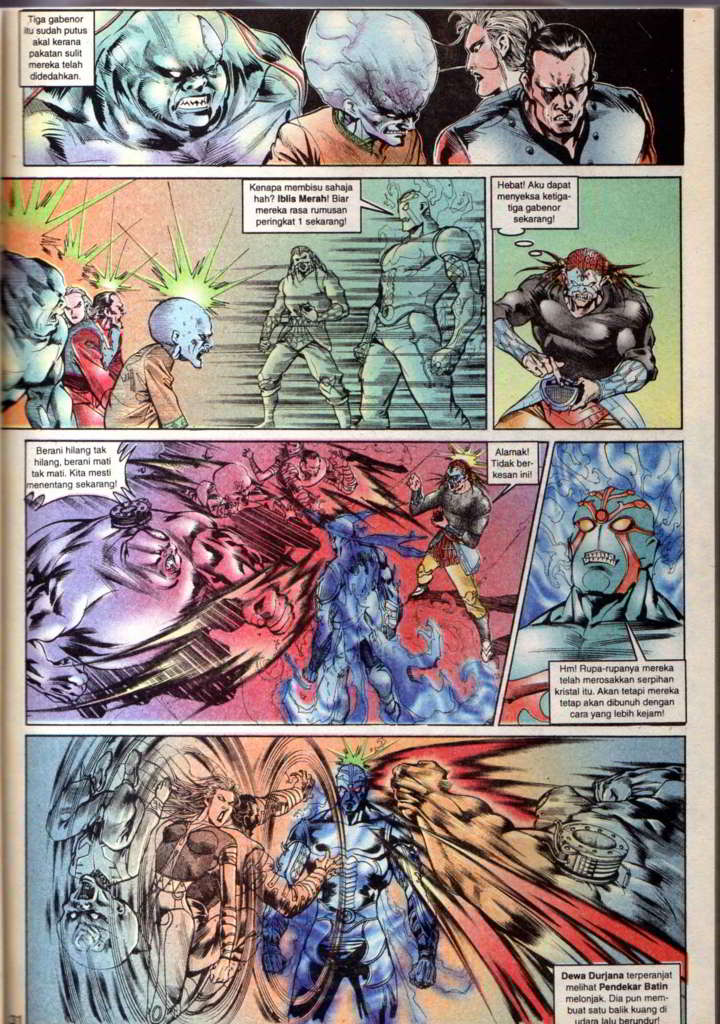 Tiga gabenor
itu sudah putus
akal kerana
pakatan sulit
mereka telah
didedahkan.
Kenapa membisu sahaja
hah? Iblis Merah! Biar
mereka rasa rumusan
peringkat 1 sekarang!
Hebat! Aku dapat
menyeksa ketiga-
tiga gabenor
sekarang!
Berani hilang tak
hilang, berani mati
tak mati. Kita mesti
menentang sekarang!
Alamak!
Tidak ber-
kesan ini!
Hm! Rupa-rupanya mereka
telah merosakkan serpihan
kristal itu. Akan tetapi mereka
tetap akan dibunuh dengan
cara yang lebih kejam!
Dewa Durjana terperanjat
melihat Pendekar Batin
melonjak. Dia pun mem-
buat satu balik kuang di
udara lalu berundur!
31